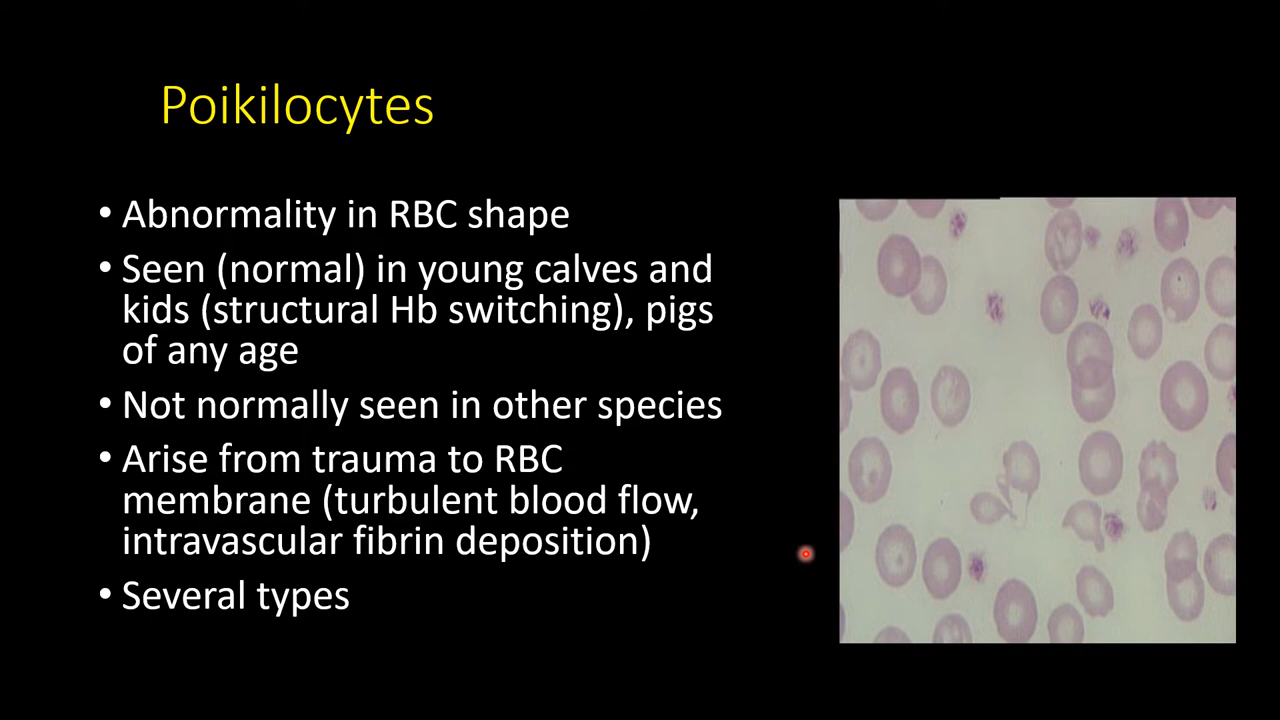 Poikilocytes
• Abnormality in RBC shape
• Seen (normal) in young calves and
kids (structural Hb switching), pigs
of any age
• Not normally seen in other species
• Arise from trauma to RBC
membrane (turbulent blood flow,
intravascular fibrin deposition)
• Several types